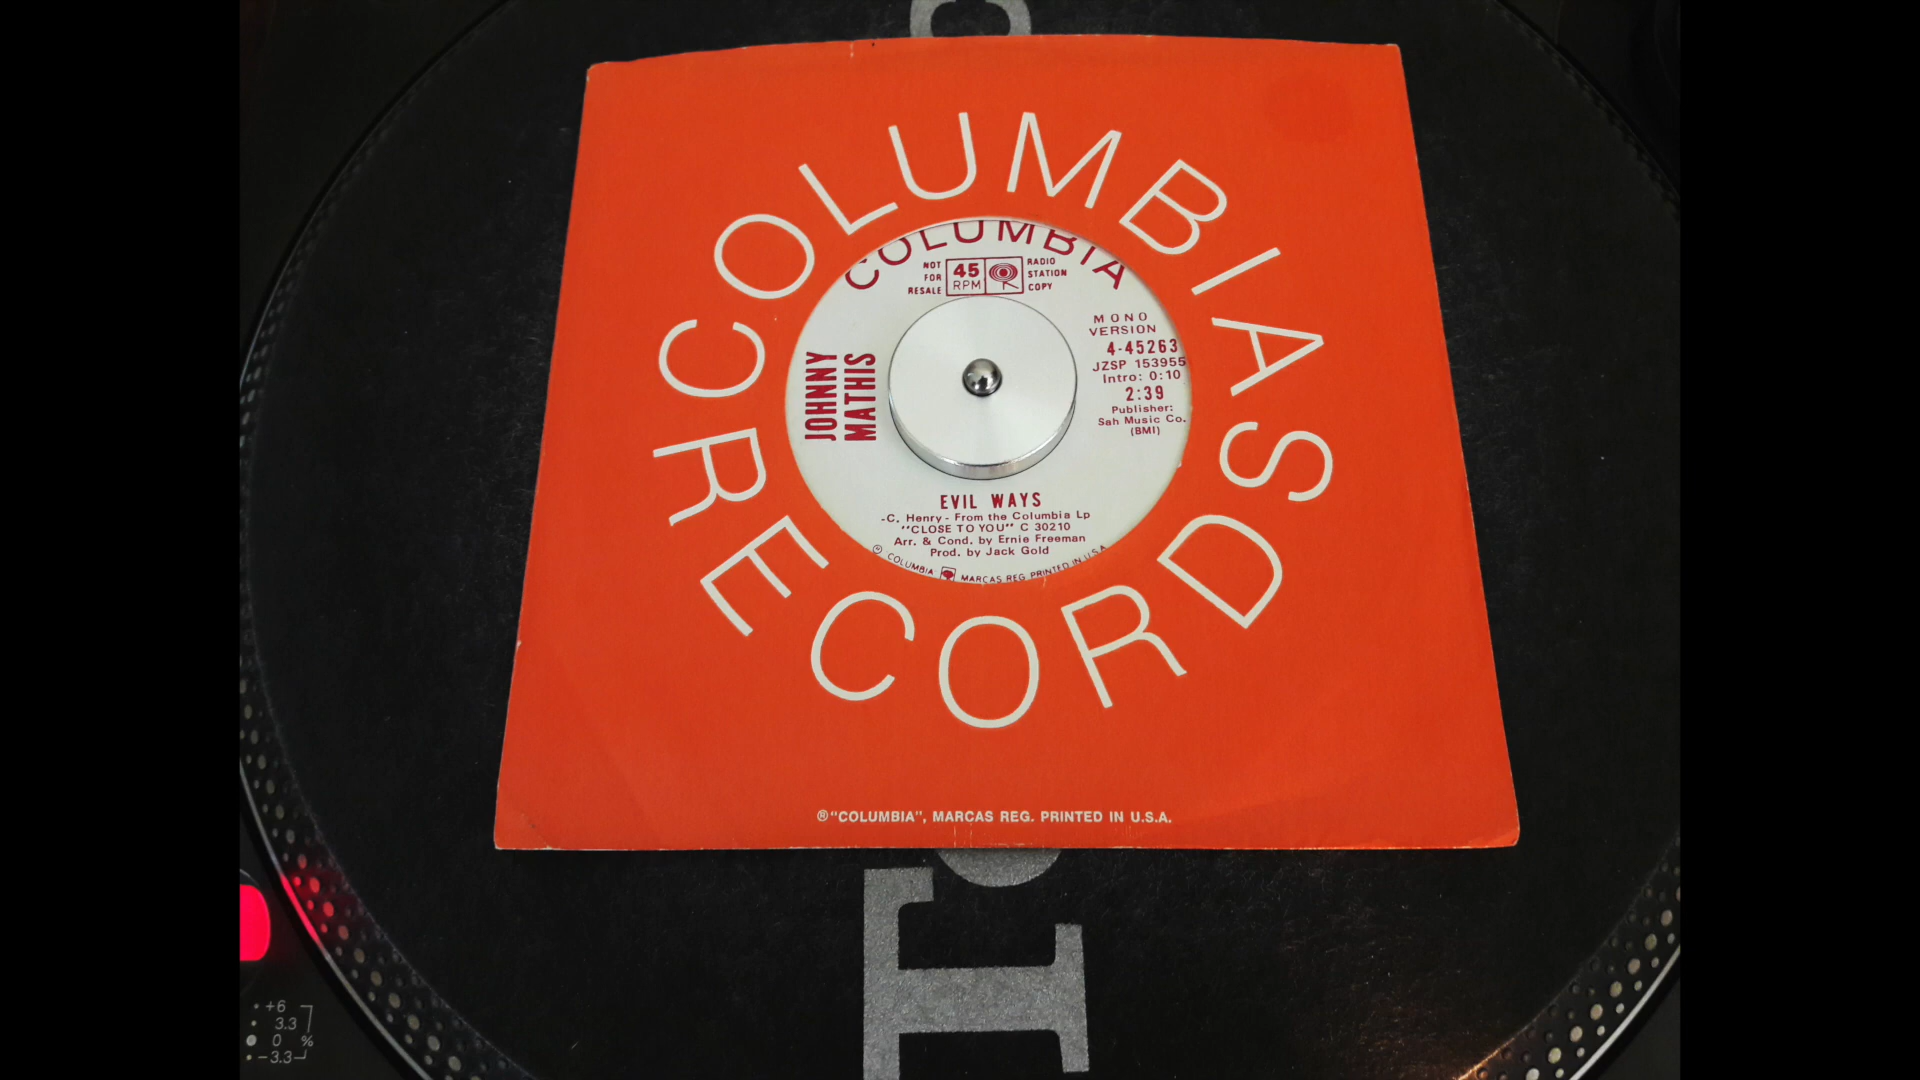 COLUMBIA
RECORDS
COLUMBIA
NOT
FOR
RESALE
45
RPM
RADIO
STATION
COPY
MONO
VERSION
4-45263
JZSP 153955
Intro: 0:10
2:39
Publisher:
Sah Music Co.
(BMI)
JOHNNY
MATHIS
EVIL WAYS
-C. Henry- From the Columbia Lp
"CLOSE TO YOU" C 30210
Arr. & Cond. by Ernie Freeman
Prod. by Jack Gold
® COLUMBIA MARCAS REG. PRINTED IN U.S.A.
®"COLUMBIA", MARCAS REG. PRINTED IN U.S.A.
+6
3.3
0 %
-3.3